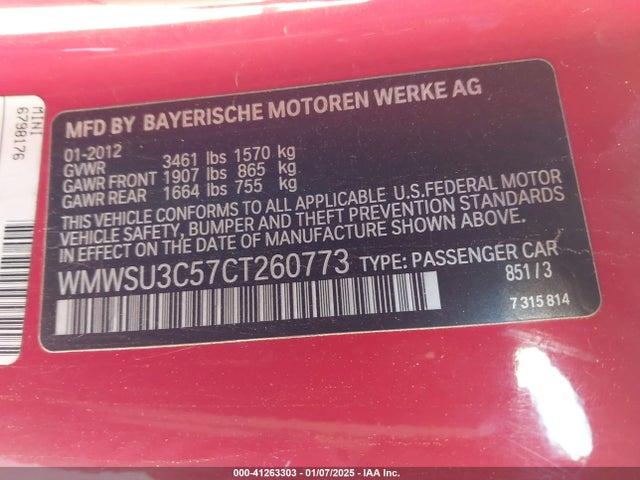 MFD BY BAYERISCHE MOTOREN WERKE AG
01-2012
GVWR 3461 lbs 1570 kg
GAWR FRONT 1907 lbs 865 kg
GAWR REAR 1664 lbs 755 kg
THIS VEHICLE CONFORMS TO ALL APPLICABLE U.S.FEDERAL MOTOR
VEHICLE SAFETY, BUMPER AND THEFT PREVENTION STANDARDS
IN EFFECT ON THE DATE OF MANUFACTURE SHOWN ABOVE.
WMWSU3C57CT260773 TYPE: PASSENGER CAR
851/3
7 315 814
MINI
6798176
000-41263303 - 01/07/2025 - IAA Inc.